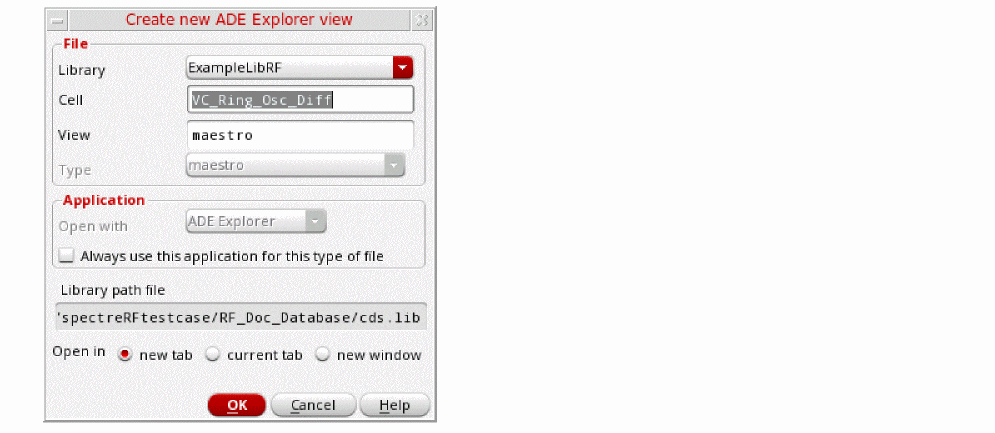 Create new ADE Explorer view
File
Library ExampleLibRF
Cell VC_Ring_Osc_Diff
View maestro
Type maestro
Application
Open with ADE Explorer
Always use this application for this type of file
Library path file
'spectreRFtestcase/RF_Doc_Database/cds.lib
Open in new tab current tab new window
OK Cancel Help